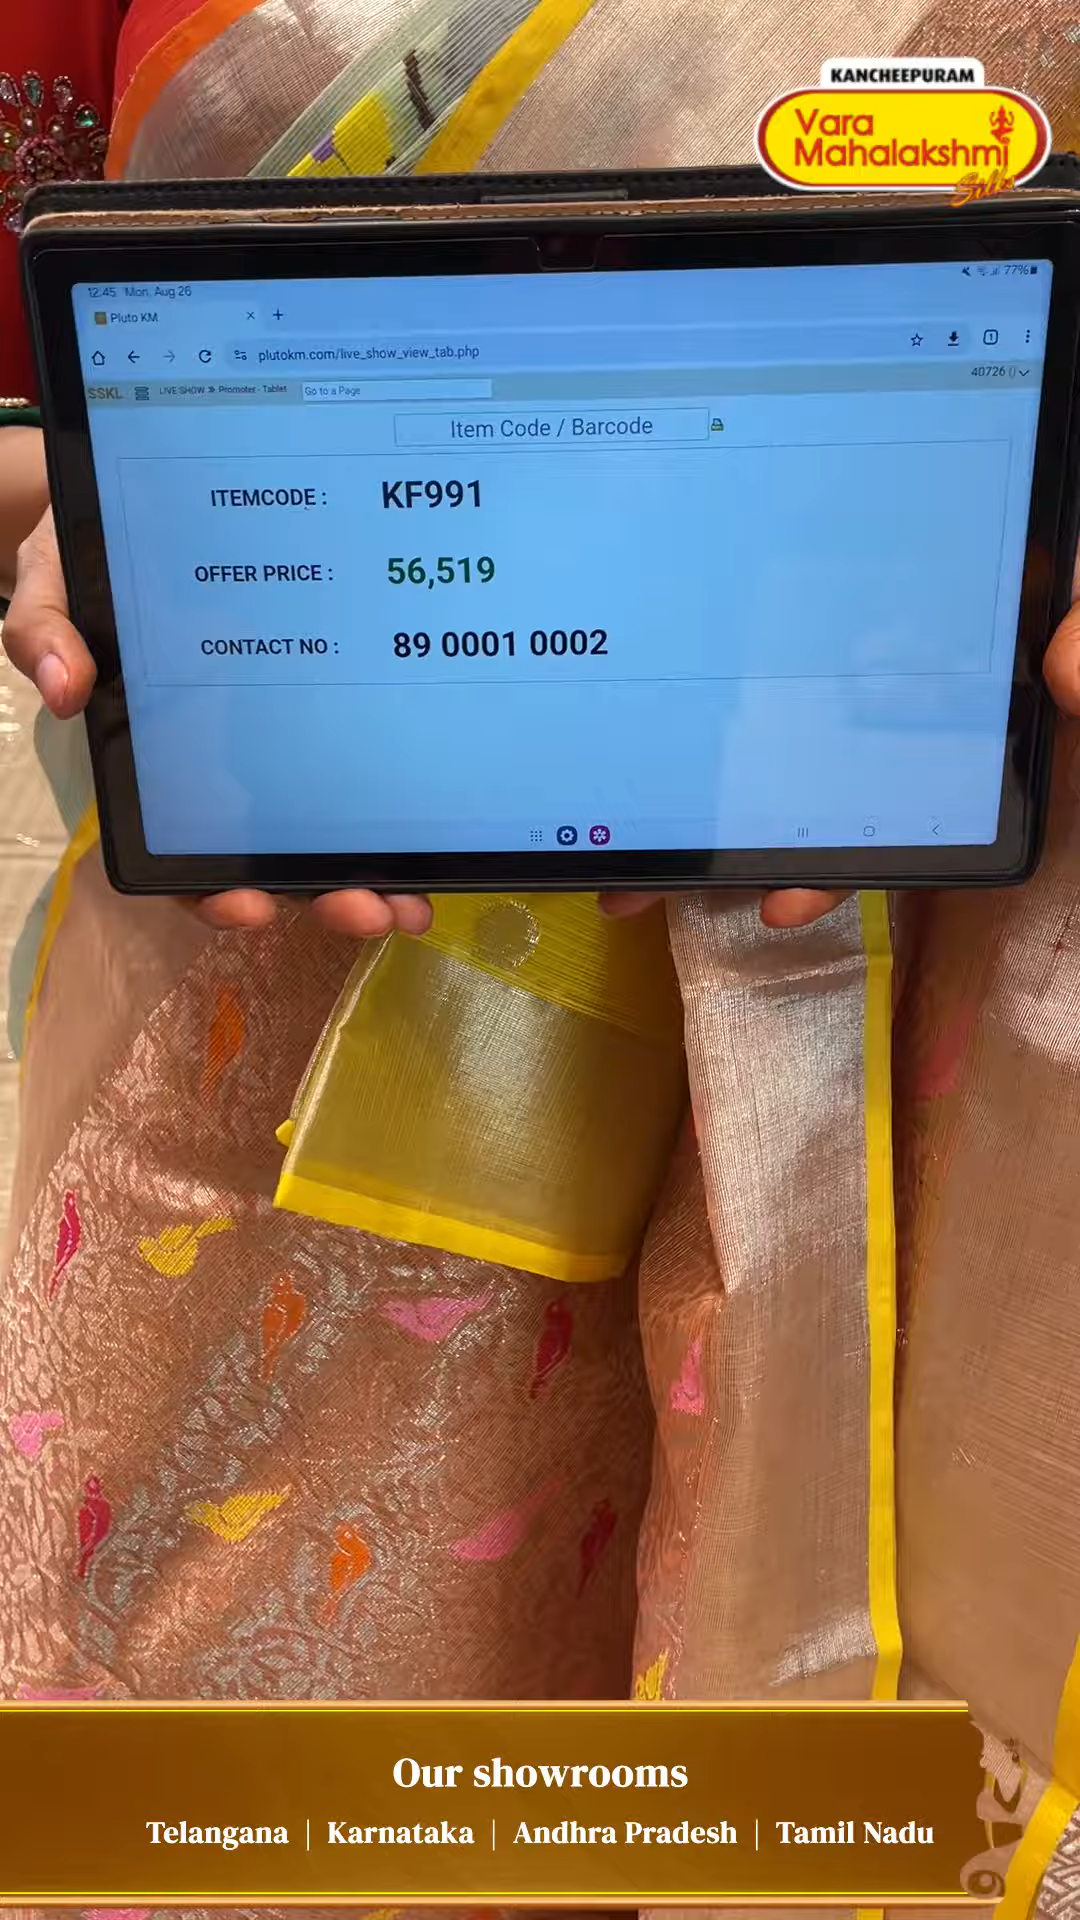 KANCHEEPURAM
Vara
Mahalakshmi
Silks
12:45 Mon, Aug 26
77%
Pluto KM
plutokm.com/live_show_view_tab.php
1
40726 ()
SSKL
LIVE SHOW » Promoter - Tablet
Go to a Page
Item Code / Barcode
ITEMCODE : KF991
OFFER PRICE : 56,519
CONTACT NO : 89 0001 0002
Our showrooms
Telangana | Karnataka | Andhra Pradesh | Tamil Nadu